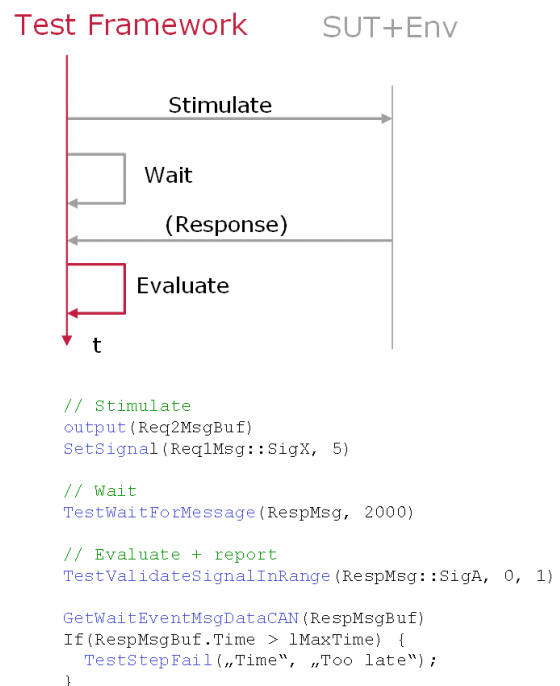 Test Framework
SUT+Env
Stimulate
Wait
(Response)
Evaluate
t
// Stimulate
output(Req2MsgBuf)
SetSignal(Req1Msg::SigX, 5)
// Wait
TestWaitForMessage(RespMsg, 2000)
// Evaluate + report
TestValidateSignalInRange(RespMsg::SigA, 0, 1)
GetWaitEventMsgDataCAN(RespMsgBuf)
If(RespMsgBuf.Time > lMaxTime) {
  TestStepFail(„Time“, „Too late“);
}